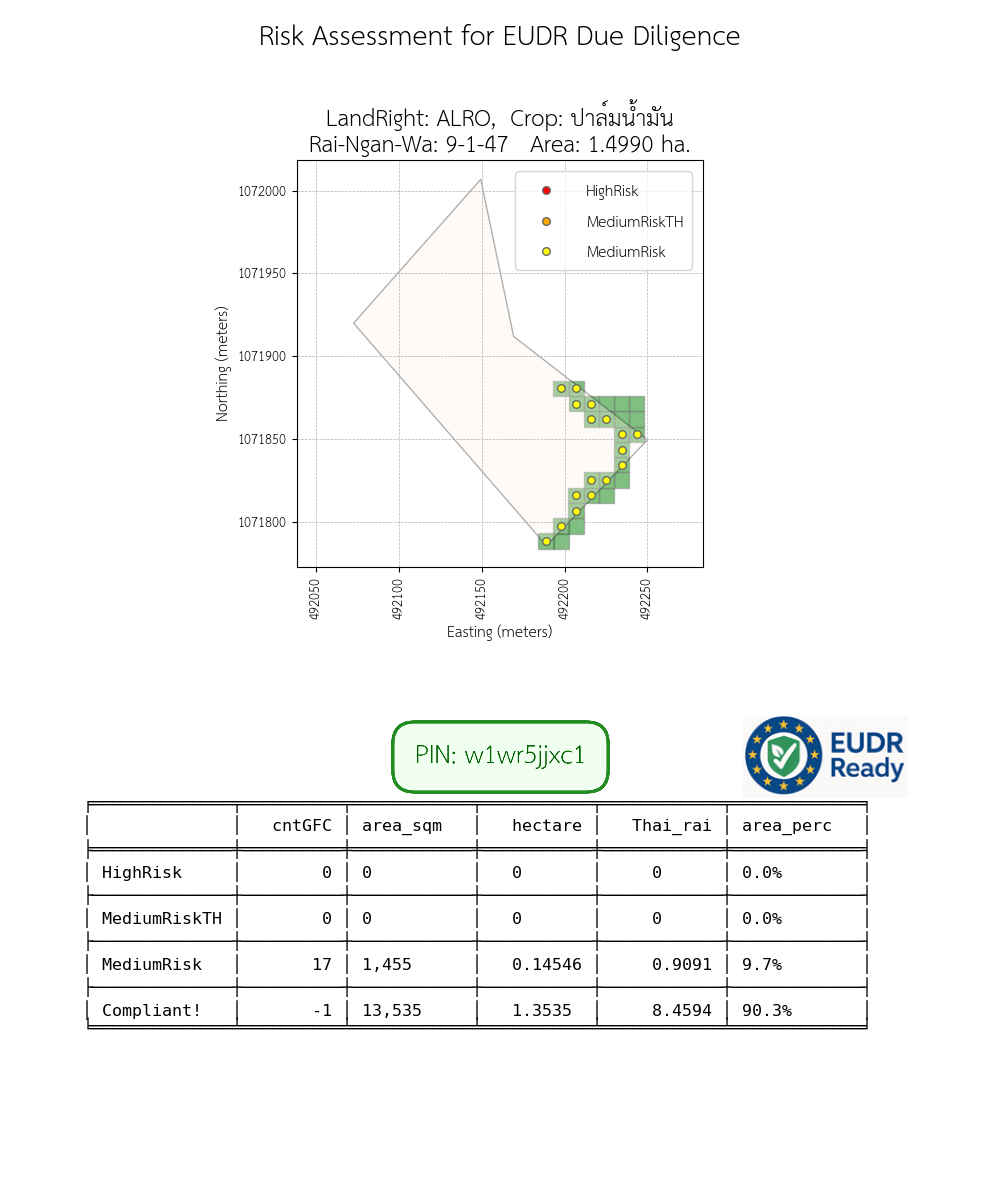 Risk Assessment for EUDR Due Diligence
LandRight: ALRO,  Crop: ปาล์มน้ำมัน
Rai-Ngan-Wa: 9-1-47   Area: 1.4990 ha.
HighRisk
MediumRiskTH
MediumRisk
1072000
1071950
1071900
1071850
1071800
Northing (meters)
492050
492100
492150
492200
492250
Easting (meters)
PIN: w1wr5jjxc1
EUDR
Ready
cntGFC area_sqm hectare Thai_rai area_perc
HighRisk 0 0 0 0 0.0%
MediumRiskTH 0 0 0 0 0.0%
MediumRisk 17 1,455 0.14546 0.9091 9.7%
Compliant! -1 13,535 1.3535 8.4594 90.3%